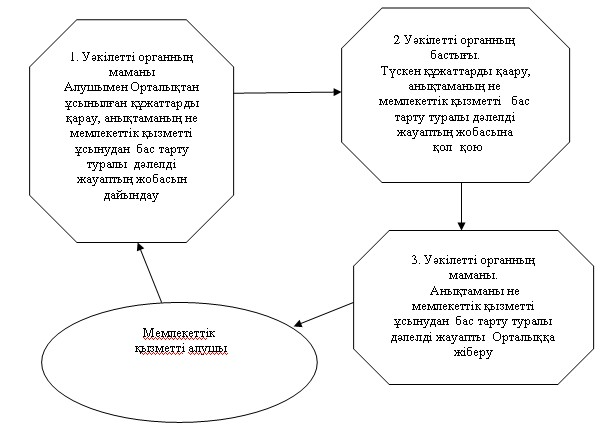 1. Уәкілетті органның
маманы
Алушымен Орталықтан
ұсынылған құжаттарды
қарау, анықтаманың не
мемлекеттік қызметті
ұсынудан бас тарту
туралы дәлелді
жауаптың жобасын
дайындау
2 Уәкілетті органның
бастығы.
Түскен құжаттарды қаару,
анықтаманың не
мемлекеттік қызметті бас
тарту туралы дәлелді
жауаптың жобасына
қол қою
3. Уәкілетті органның
маманы.
Анықтаманы не
мемлекеттік қызметті
ұсынудан бас тарту туралы
дәлелді жауапты Орталыққа
жіберу
Мемлекеттік
қызметті алушы